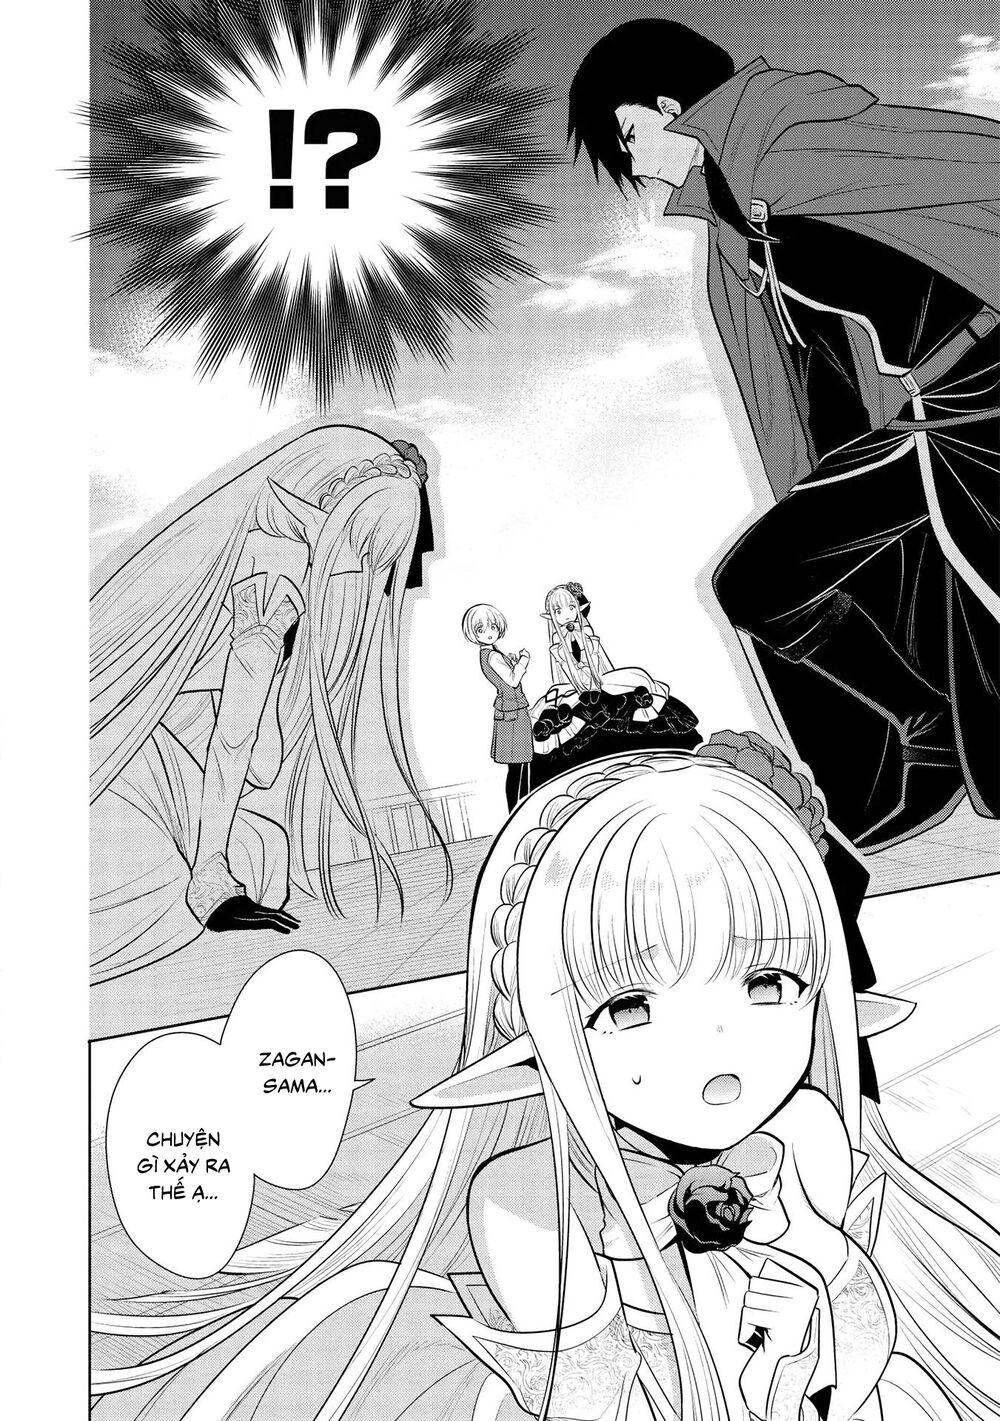 !?
ZAGAN-
SAMA...
CHUYỆN
GÌ XẢY RA
THẾ Ạ...